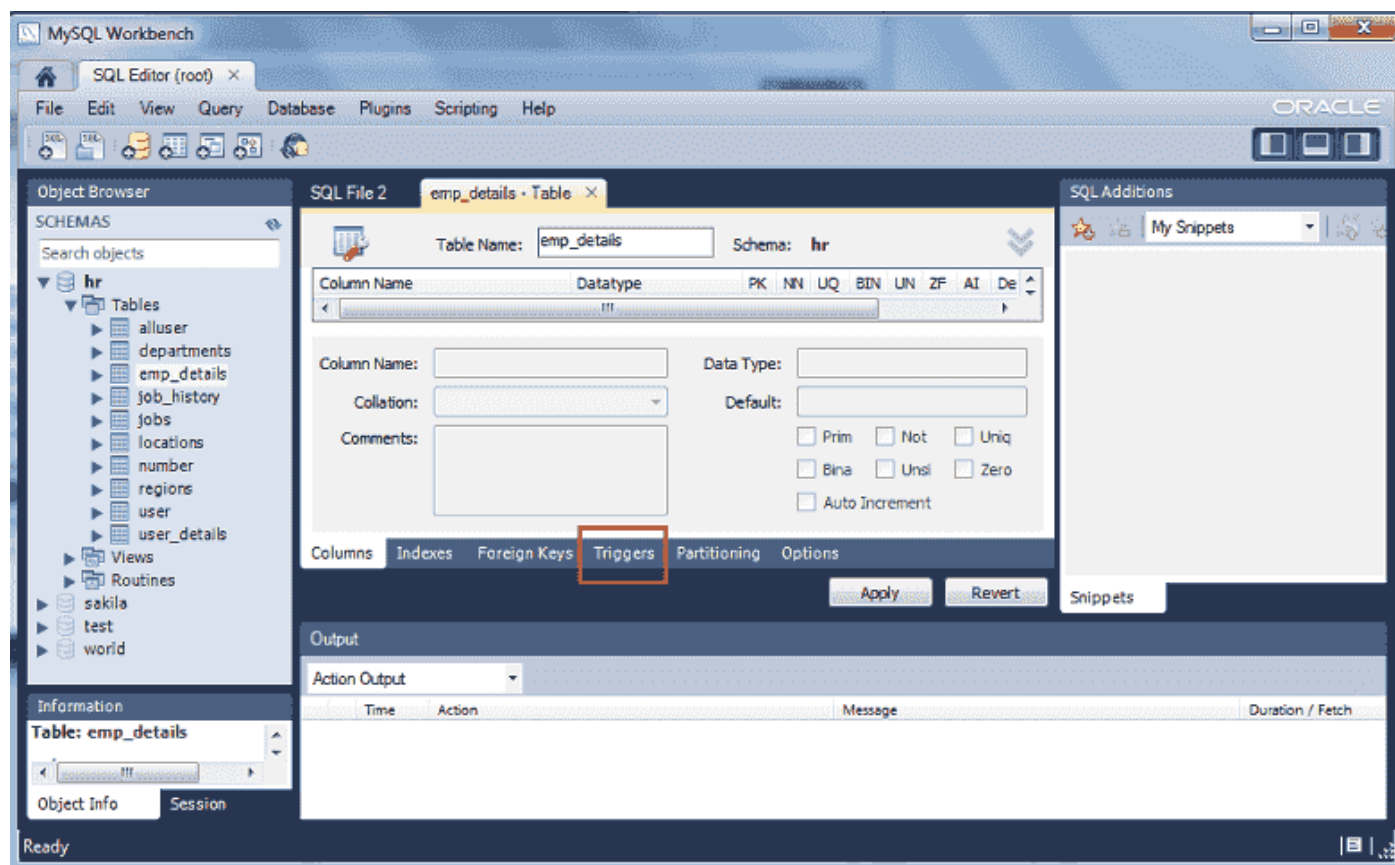 MySQL Workbench
SQL Editor (root)
File Edit View Query Database Plugins Scripting Help
ORACLE
Object Browser
SCHEMAS
Search objects
hr
Tables
alluser
departments
emp_details
job_history
jobs
locations
number
regions
user
user_details
Views
Routines
sakila
test
world
Information
Table: emp_details
Object Info Session
SQL File 2 emp_details - Table
Table Name: emp_details Schema: hr
Column Name Datatype PK NN UQ BIN UN ZF AI De
Column Name: Data Type:
Collation: Default:
Comments: Prim Not Uniq
Bina Unsi Zero
Auto Increment
Columns Indexes Foreign Keys Triggers Partitioning Options
Apply Revert
SQL Additions
My Snippets
Snippets
Output
Action Output
Time Action Message Duration / Fetch
Ready